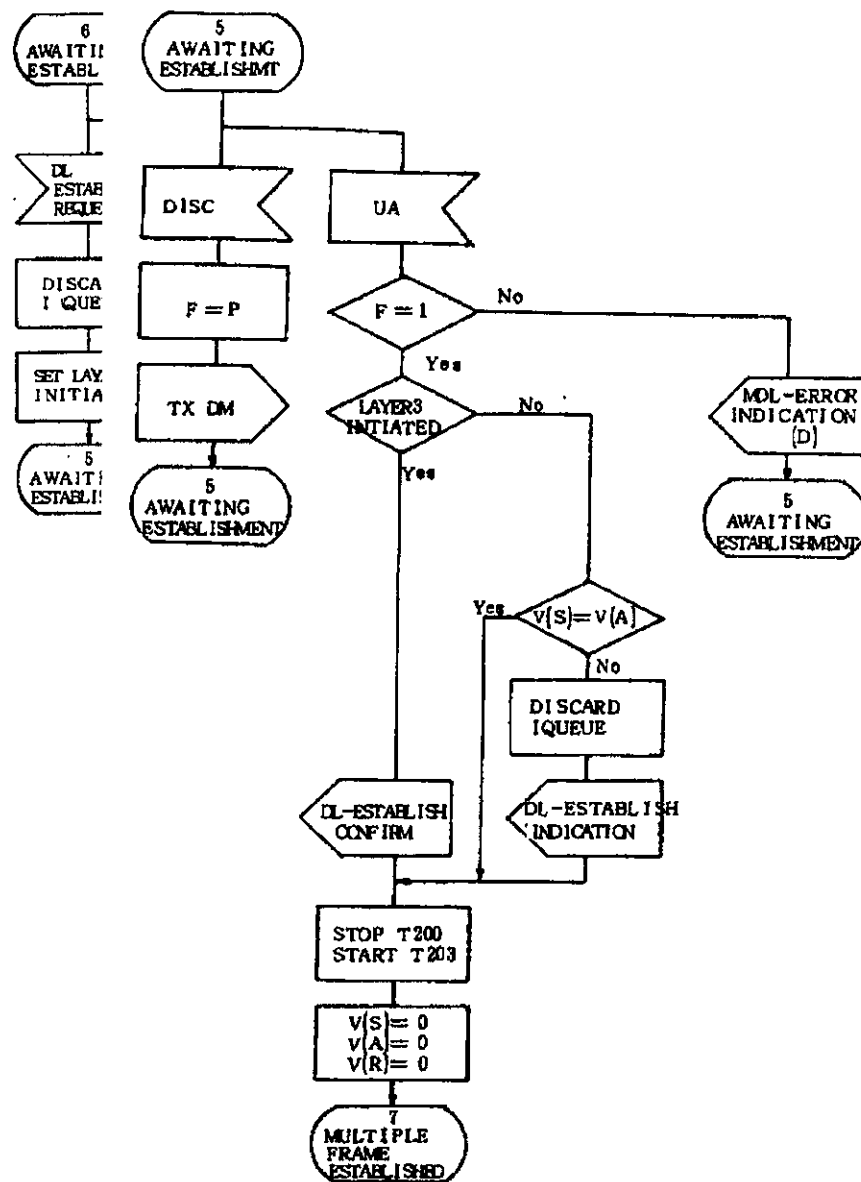 6
AWAITI
ESTABL
DL
ESTAB
REQUE
DISCA
I QUE
SET LAY
INITIA
5
AWAIT
ESTABLIS
5
AWAITING
ESTABLISHMT
DISC
F = P
TX DM
5
AWAITING
ESTABLISHMENT
UA
F = 1
No
Yes
LAYER3
INTIATED
No
Yes
MDL-ERROR
INDICATION
(D)
5
AWAITING
ESTABLISHMENT
V(S)= V(A)
Yes
No
DISCARD
IQUEUE
DL-ESTABLISH
CONFIRM
DL-ESTABLISH
INDICATION
STOP T200
START T203
V(S)= 0
V(A)= 0
V(R)= 0
7
MULTIPLE
FRAME
ESTABLISHED